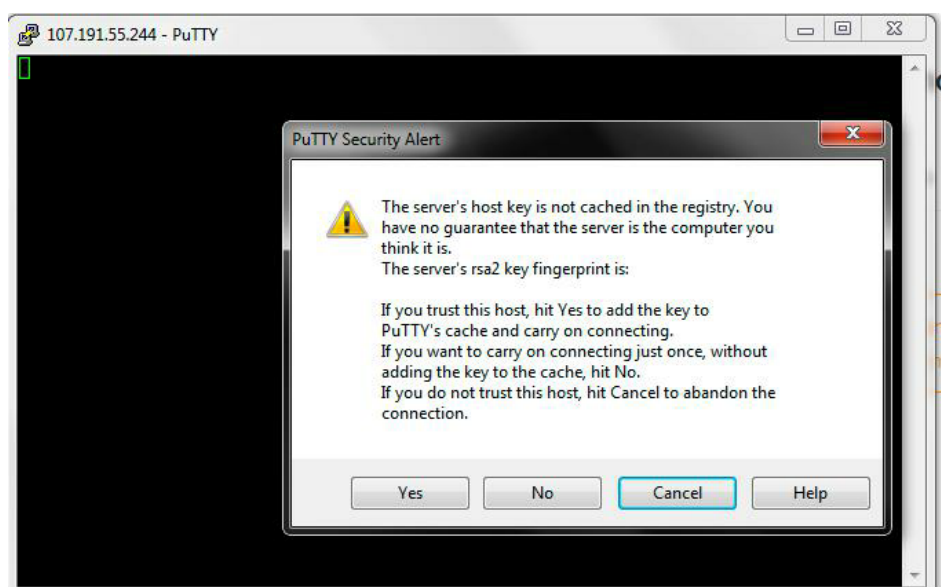 107.191.55.244 - PuTTY
PuTTY Security Alert
The server's host key is not cached in the registry. You
have no guarantee that the server is the computer you
think it is.
The server's rsa2 key fingerprint is:
If you trust this host, hit Yes to add the key to
PuTTY's cache and carry on connecting.
If you want to carry on connecting just once, without
adding the key to the cache, hit No.
If you do not trust this host, hit Cancel to abandon the
connection.
Yes No Cancel Help